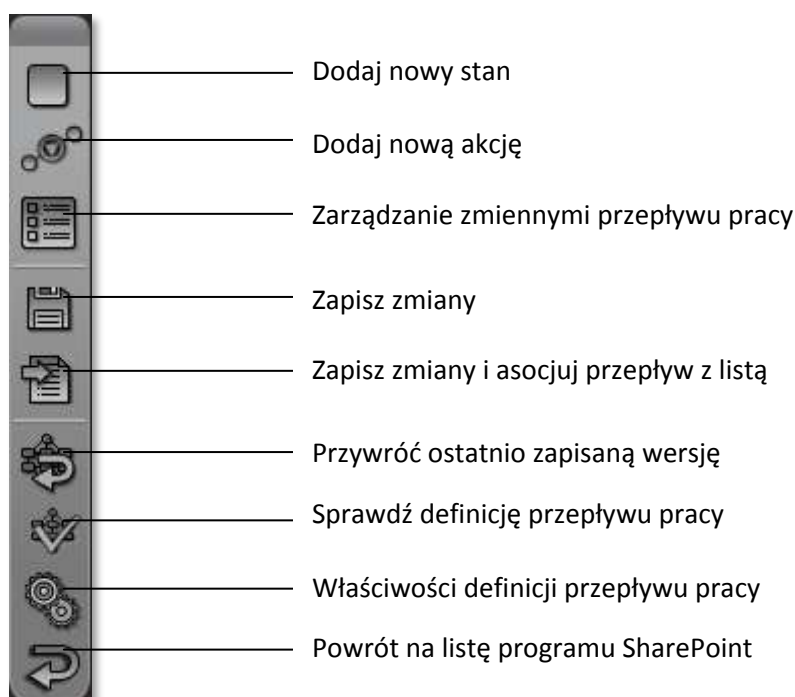 Dodaj nowy stan
Dodaj nową akcję
Zarządzanie zmiennymi przepływu pracy
Zapisz zmiany
Zapisz zmiany i asocjuj przepływ z listą
Przywróć ostatnio zapisaną wersję
Sprawdź definicję przepływu pracy
Właściwości definicji przepływu pracy
Powrót na listę programu SharePoint